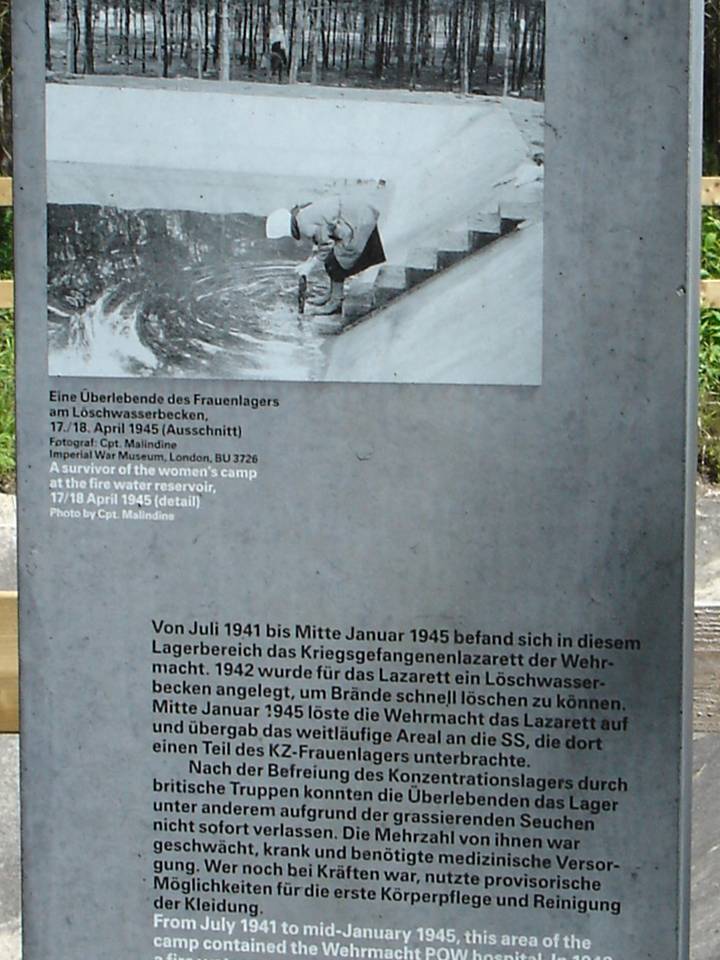 Eine Überlebende des Frauenlagers
am Löschwasserbecken,
17./18. April 1945 (Ausschnitt)
Fotograf: Cpt. Malindine
Imperial War Museum, London, BU 3726
A survivor of the women's camp
at the fire water reservoir,
17/18 April 1945 (detail)
Photo by Cpt. Malindine
Von Juli 1941 bis Mitte Januar 1945 befand sich in diesem
Lagerbereich das Kriegsgefangenenlazarett der Wehr-
macht. 1942 wurde für das Lazarett ein Löschwasser-
becken angelegt, um Brände schnell löschen zu können.
Mitte Januar 1945 löste die Wehrmacht das Lazarett auf
und übergab das weitläufige Areal an die SS, die dort
einen Teil des KZ-Frauenlagers unterbrachte.
Nach der Befreiung des Konzentrationslagers durch
britische Truppen konnten die Überlebenden das Lager
unter anderem aufgrund der grassierenden Seuchen
nicht sofort verlassen. Die Mehrzahl von ihnen war
geschwächt, krank und benötigte medizinische Versor-
gung. Wer noch bei Kräften war, nutzte provisorische
Möglichkeiten für die erste Körperpflege und Reinigung
der Kleidung.
From July 1941 to mid-January 1945, this area of the
camp contained the Wehrmacht POW hospital. In 1942
a fire